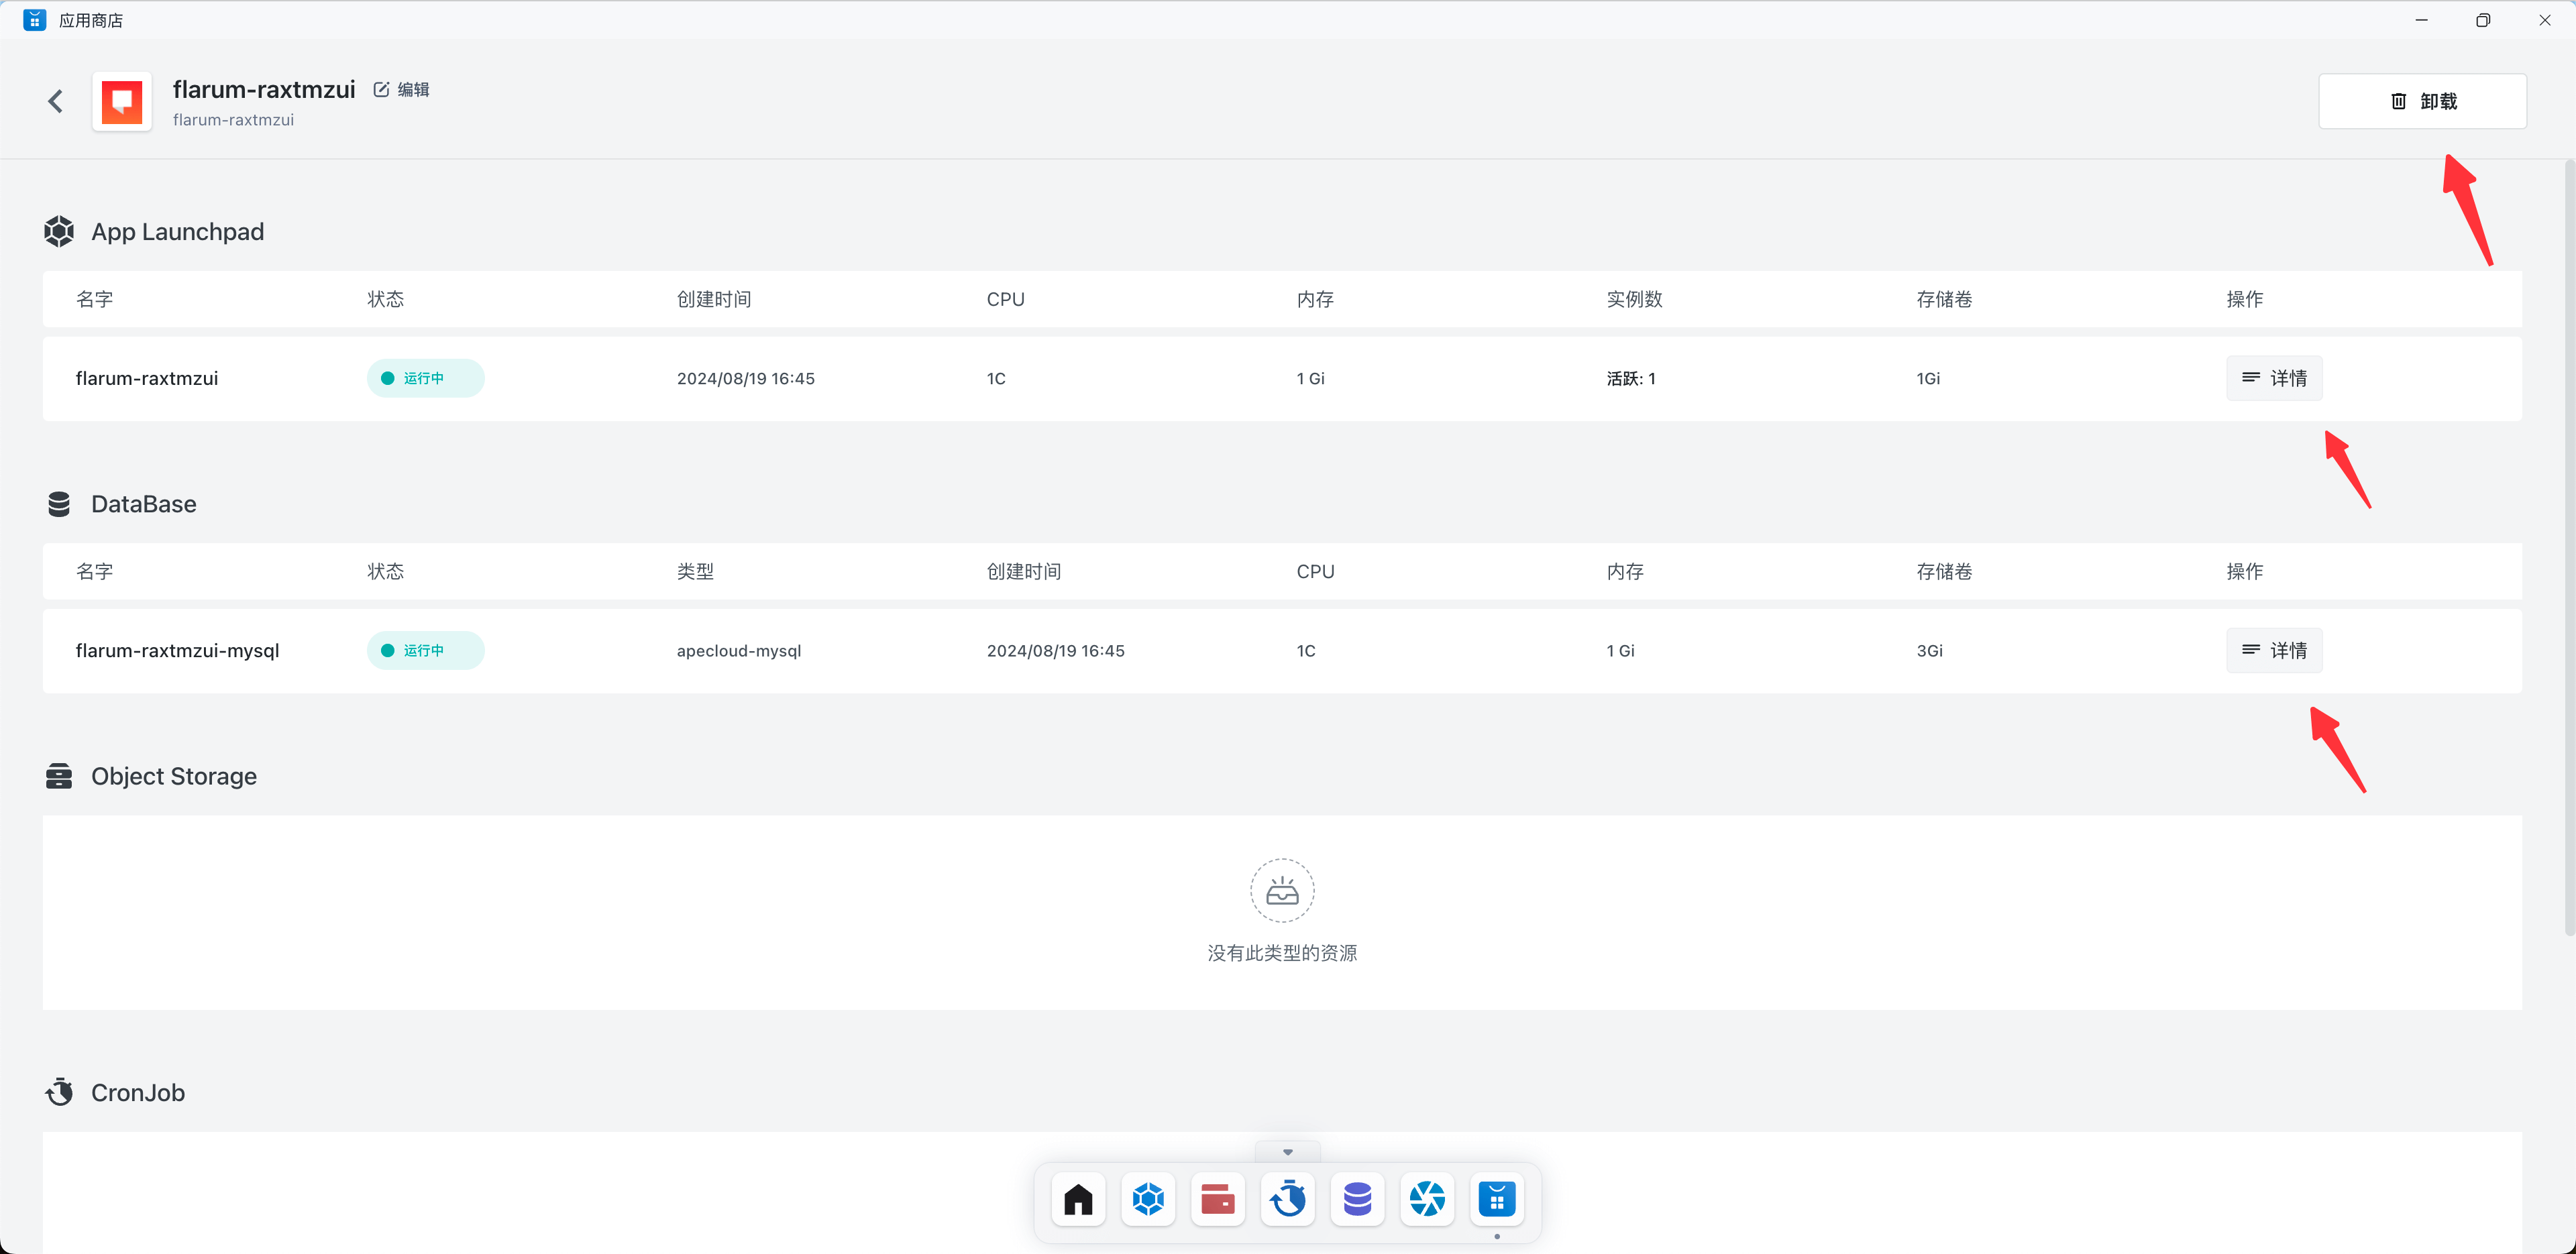 应用商店
flarum-raxtmzui 编辑
flarum-raxtmzui
卸载
App Launchpad
名字 状态 创建时间 CPU 内存 实例数 存储卷 操作
flarum-raxtmzui 运行中 2024/08/19 16:45 1C 1 Gi 活跃: 1 1Gi 详情
DataBase
名字 状态 类型 创建时间 CPU 内存 存储卷 操作
flarum-raxtmzui-mysql 运行中 apecloud-mysql 2024/08/19 16:45 1C 1 Gi 3Gi 详情
Object Storage
没有此类型的资源
CronJob